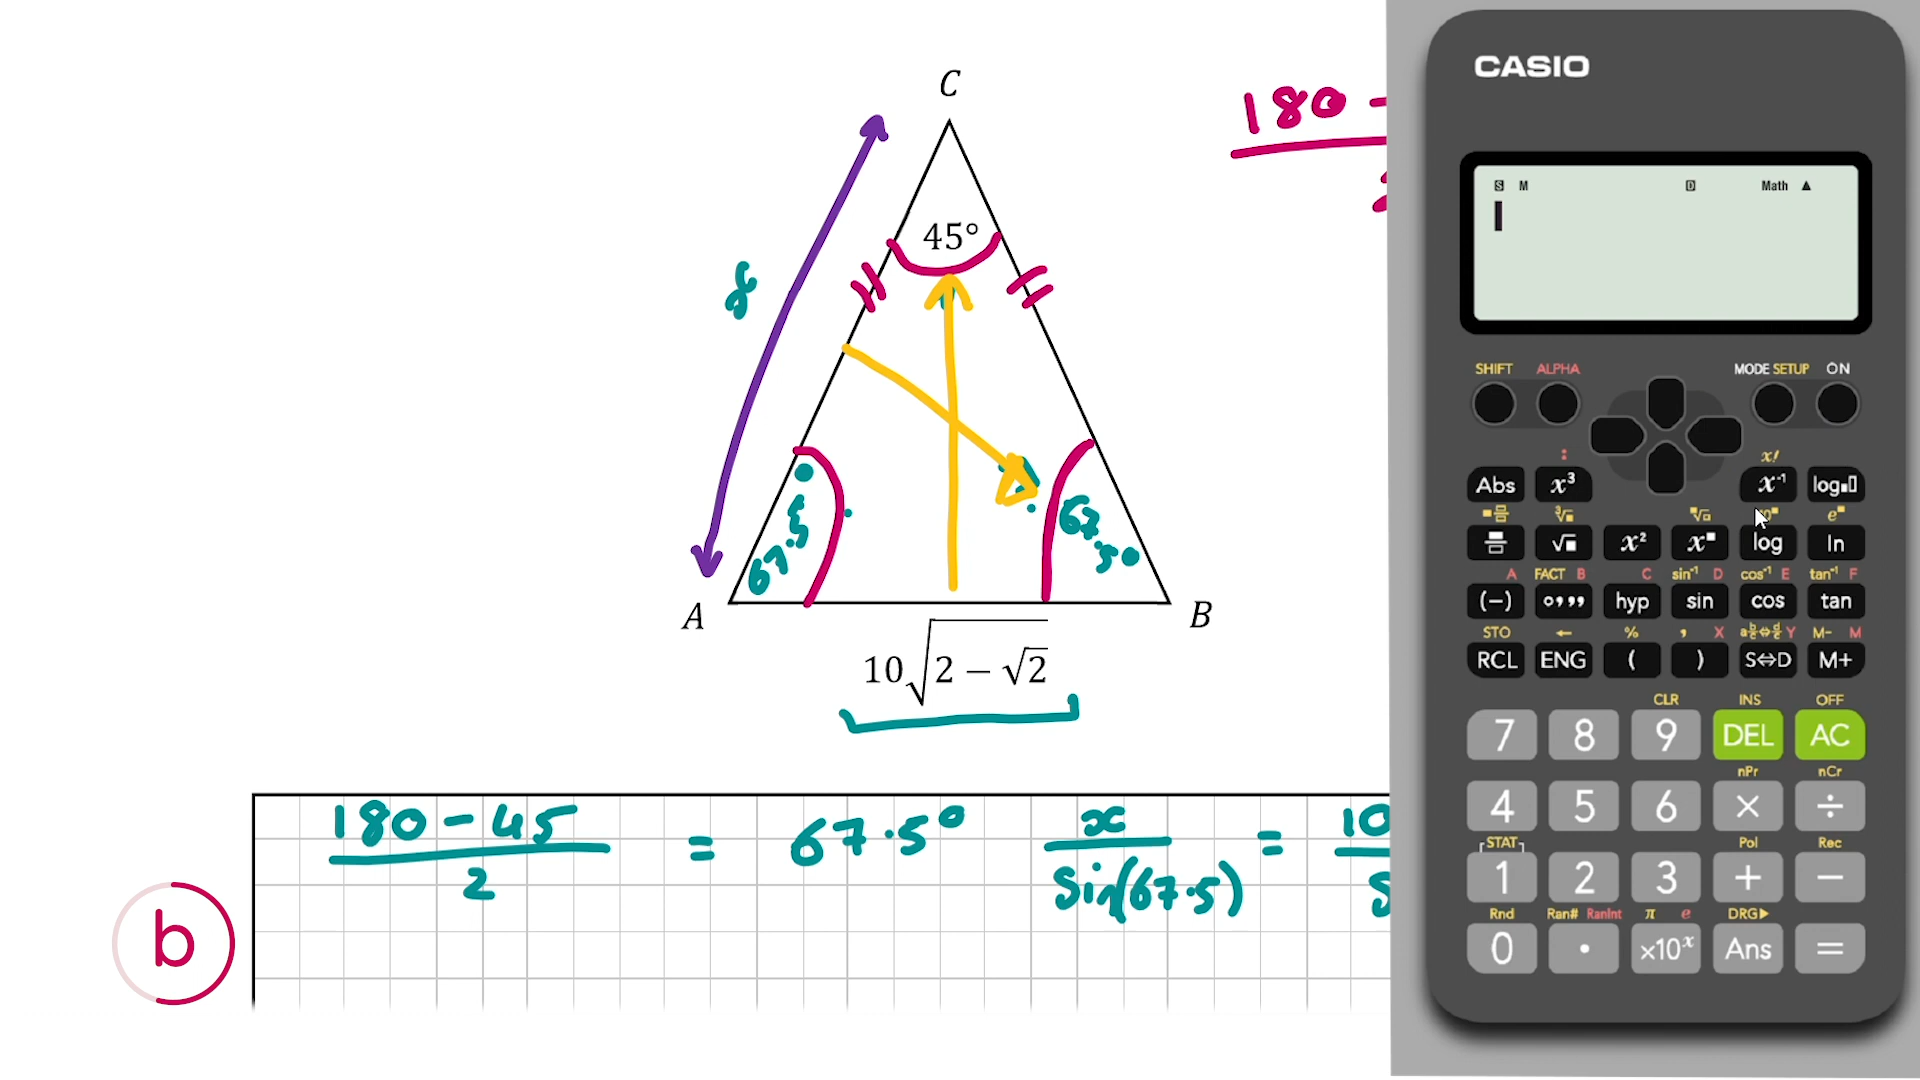 C
180 -
45°
x
67.5°
67.5°
A
B
10√2 − √2
180 - 45
2
= 67.5°
x
sin(67.5)
= 10
S
b
CASIO
S M D Math ▲
SHIFT ALPHA MODE SETUP ON
: x!
Abs x³ x⁻¹ log
³√ eˣ
√ x² log ln
A FACT B C sin⁻¹ D cos⁻¹ E tan⁻¹ F
(−) °,,, hyp sin cos tan
STO ← % , X Y M− M
RCL ENG ( ) S⇔D M+
CLR INS OFF
7 8 9 DEL AC
nPr nCr
4 5 6 × ÷
STAT Pol Rec
1 2 3 + −
Rnd Ran# RanInt π e DRG▶
0 . ×10ˣ Ans =